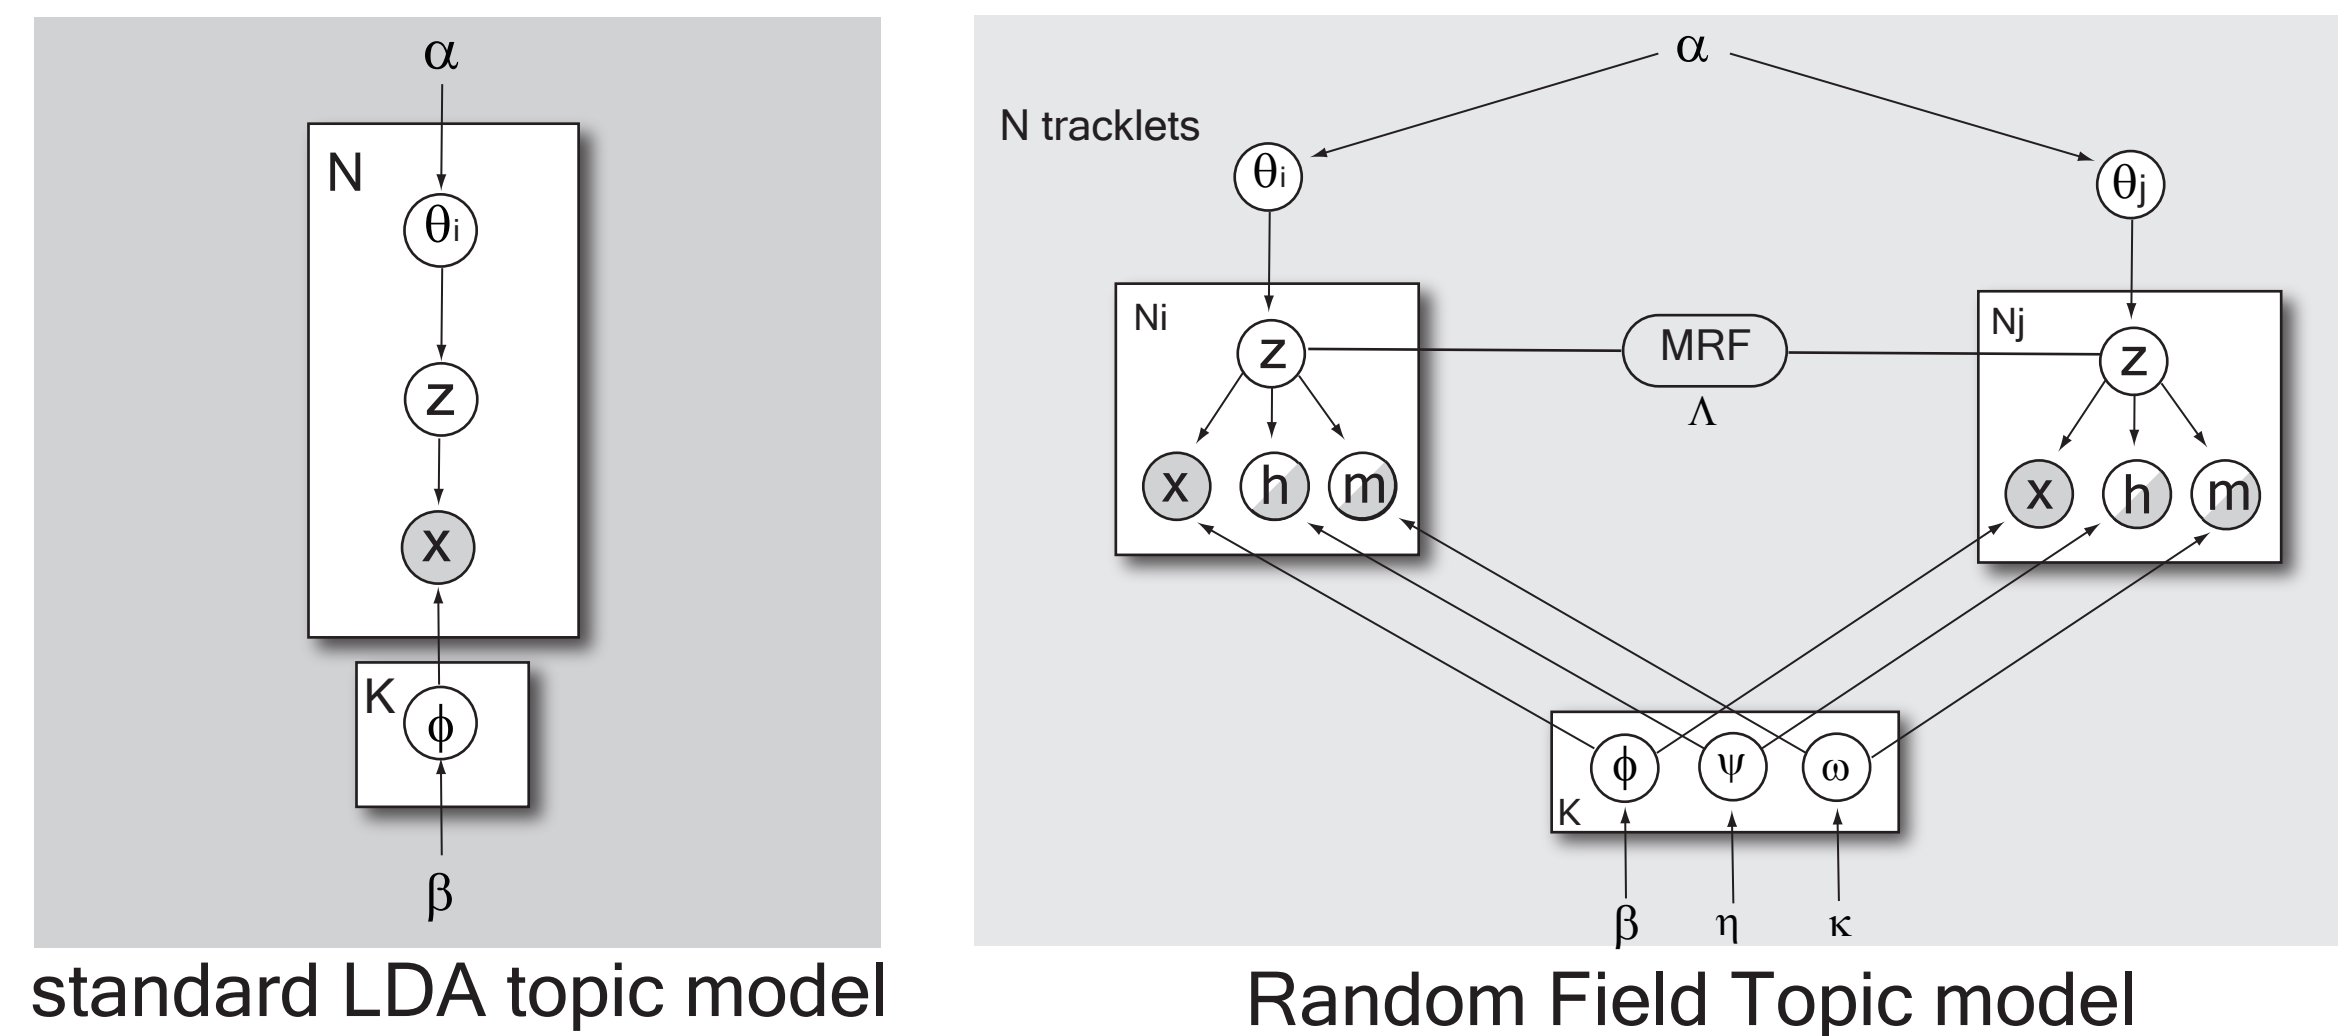 α
N
θi
z
x
K
ϕ
β
standard LDA topic model
α
N tracklets
θi
θj
Ni
Nj
z
MRF
z
Λ
x h m
x h m
ϕ ψ ω
K
β η κ
Random Field Topic model